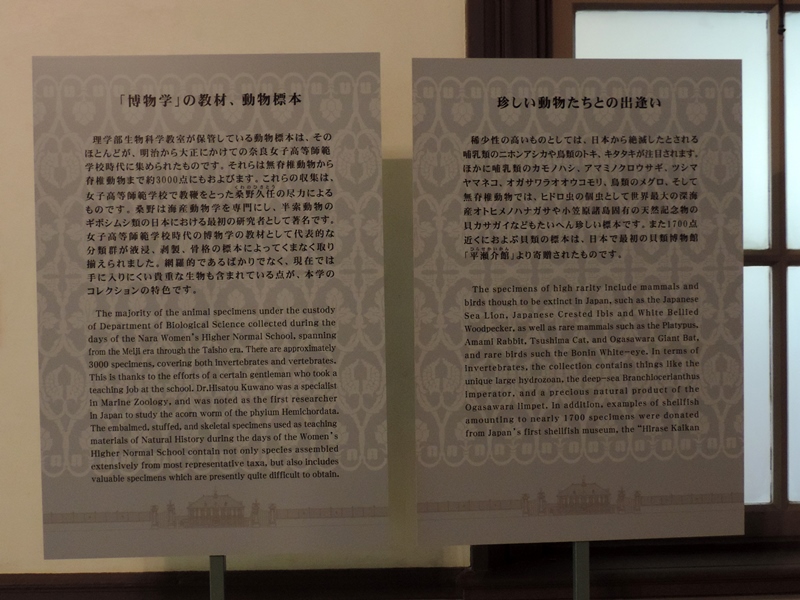 「博物学」の教材、動物標本
理学部生物科学教室が保管している動物標本は、その
ほとんどが、明治から大正にかけての奈良女子高等師範
学校時代に集められたものです。それらは無脊椎動物から
脊椎動物まで約3000点にもおよびます。これらの収集は、
女子高等師範学校で教鞭をとった桑野久任の尽力による
ものです。桑野は海産動物学を専門にし、半索動物の
ギボシムシ類の日本における最初の研究者として著名です。
女子高等師範学校時代の博物学の教材として代表的な
分類群が液浸、剥製、骨格の標本によってくまなく取り
揃えられました。網羅的であるばかりでなく、現在では
手に入りにくい貴重な生物も含まれている点が、本学の
コレクションの特色です。
The majority of the animal specimens under the custody
of Department of Biological Science collected during the
days of the Nara Women's Higher Normal School, spanning
from the Meiji era through the Taisho era. There are approximately
3000 specimens, covering both invertebrates and vertebrates.
This is thanks to the efforts of a certain gentleman who took a
teaching job at the school. Dr.Hisatou Kuwano was a specialist
in Marine Zoology, and was noted as the first researcher
in Japan to study the acorn worm of the phylum Hemichordata.
The embalmed, stuffed, and skeletal specimens used as teaching
materials of Natural History during the days of the Women's
Higher Normal School contain not only species assembled
extensively from most representative taxa, but also includes
valuable specimens which are presently quite difficult to obtain.
珍しい動物たちとの出逢い
稀少性の高いものとしては、日本から絶滅したとされる
哺乳類のニホンアシカや鳥類のトキ、キタタキが注目されます。
ほかに哺乳類のカモノハシ、アマミノクロウサギ、ツシマ
ヤマネコ、オガサワラオオウコモリ、鳥類のメグロ、そして
無脊椎動物では、ヒドロ虫の個虫として世界最大の深海
産オトヒメノハナガサや小笠原諸島固有の天然記念物の
貝カサガイなどもたいへん珍しい標本です。また1700点
近くにおよぶ貝類の標本は、日本で最初の貝類博物館
「平瀬介館」より寄贈されたものです。
The specimens of high rarity include mammals and
birds though to be extinct in Japan, such as the Japanese
Sea Lion, Japanese Crested Ibis and White Bellied
Woodpecker, as well as rare mammals such as the Platypus,
Amami Rabbit, Tsushima Cat, and Ogasawara Giant Bat,
and rare birds such the Bonin White-eye. In terms of
invertebrates, the collection contains things like the
unique large hydrozoan, the deep-sea Branchiocerianthus
imperator, and a precious natural product of the
Ogasawara limpet. In addition, examples of shellfish
amounting to nearly 1700 specimens were donated
from Japan's first shellfish museum, the "Hirase Kaikan